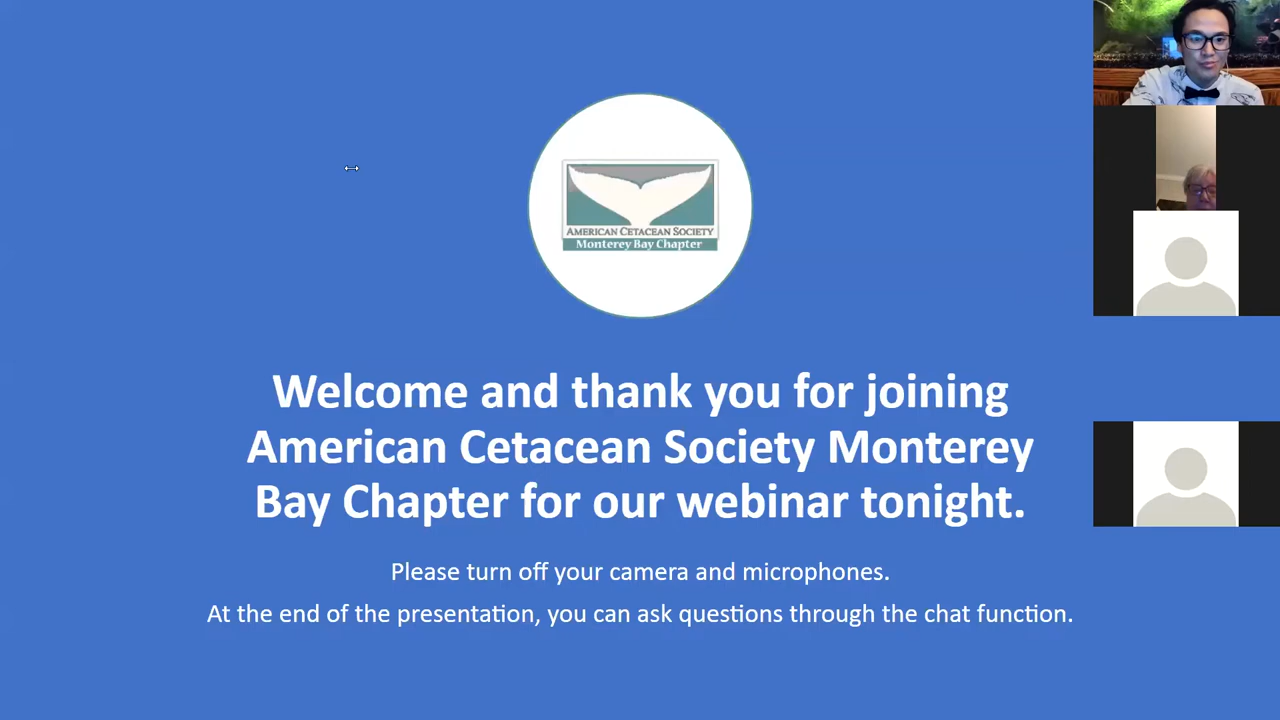 AMERICAN CETACEAN SOCIETY
Monterey Bay Chapter
Welcome and thank you for joining
American Cetacean Society Monterey
Bay Chapter for our webinar tonight.
Please turn off your camera and microphones.
At the end of the presentation, you can ask questions through the chat function.